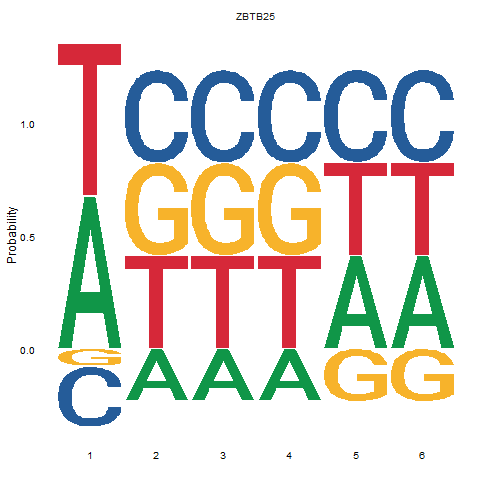 ZBTB25
Probability
1.0
0.5
0.0
T C C C C C
A G G G T T
G T T T A A
C A A A G G
1 2 3 4 5 6